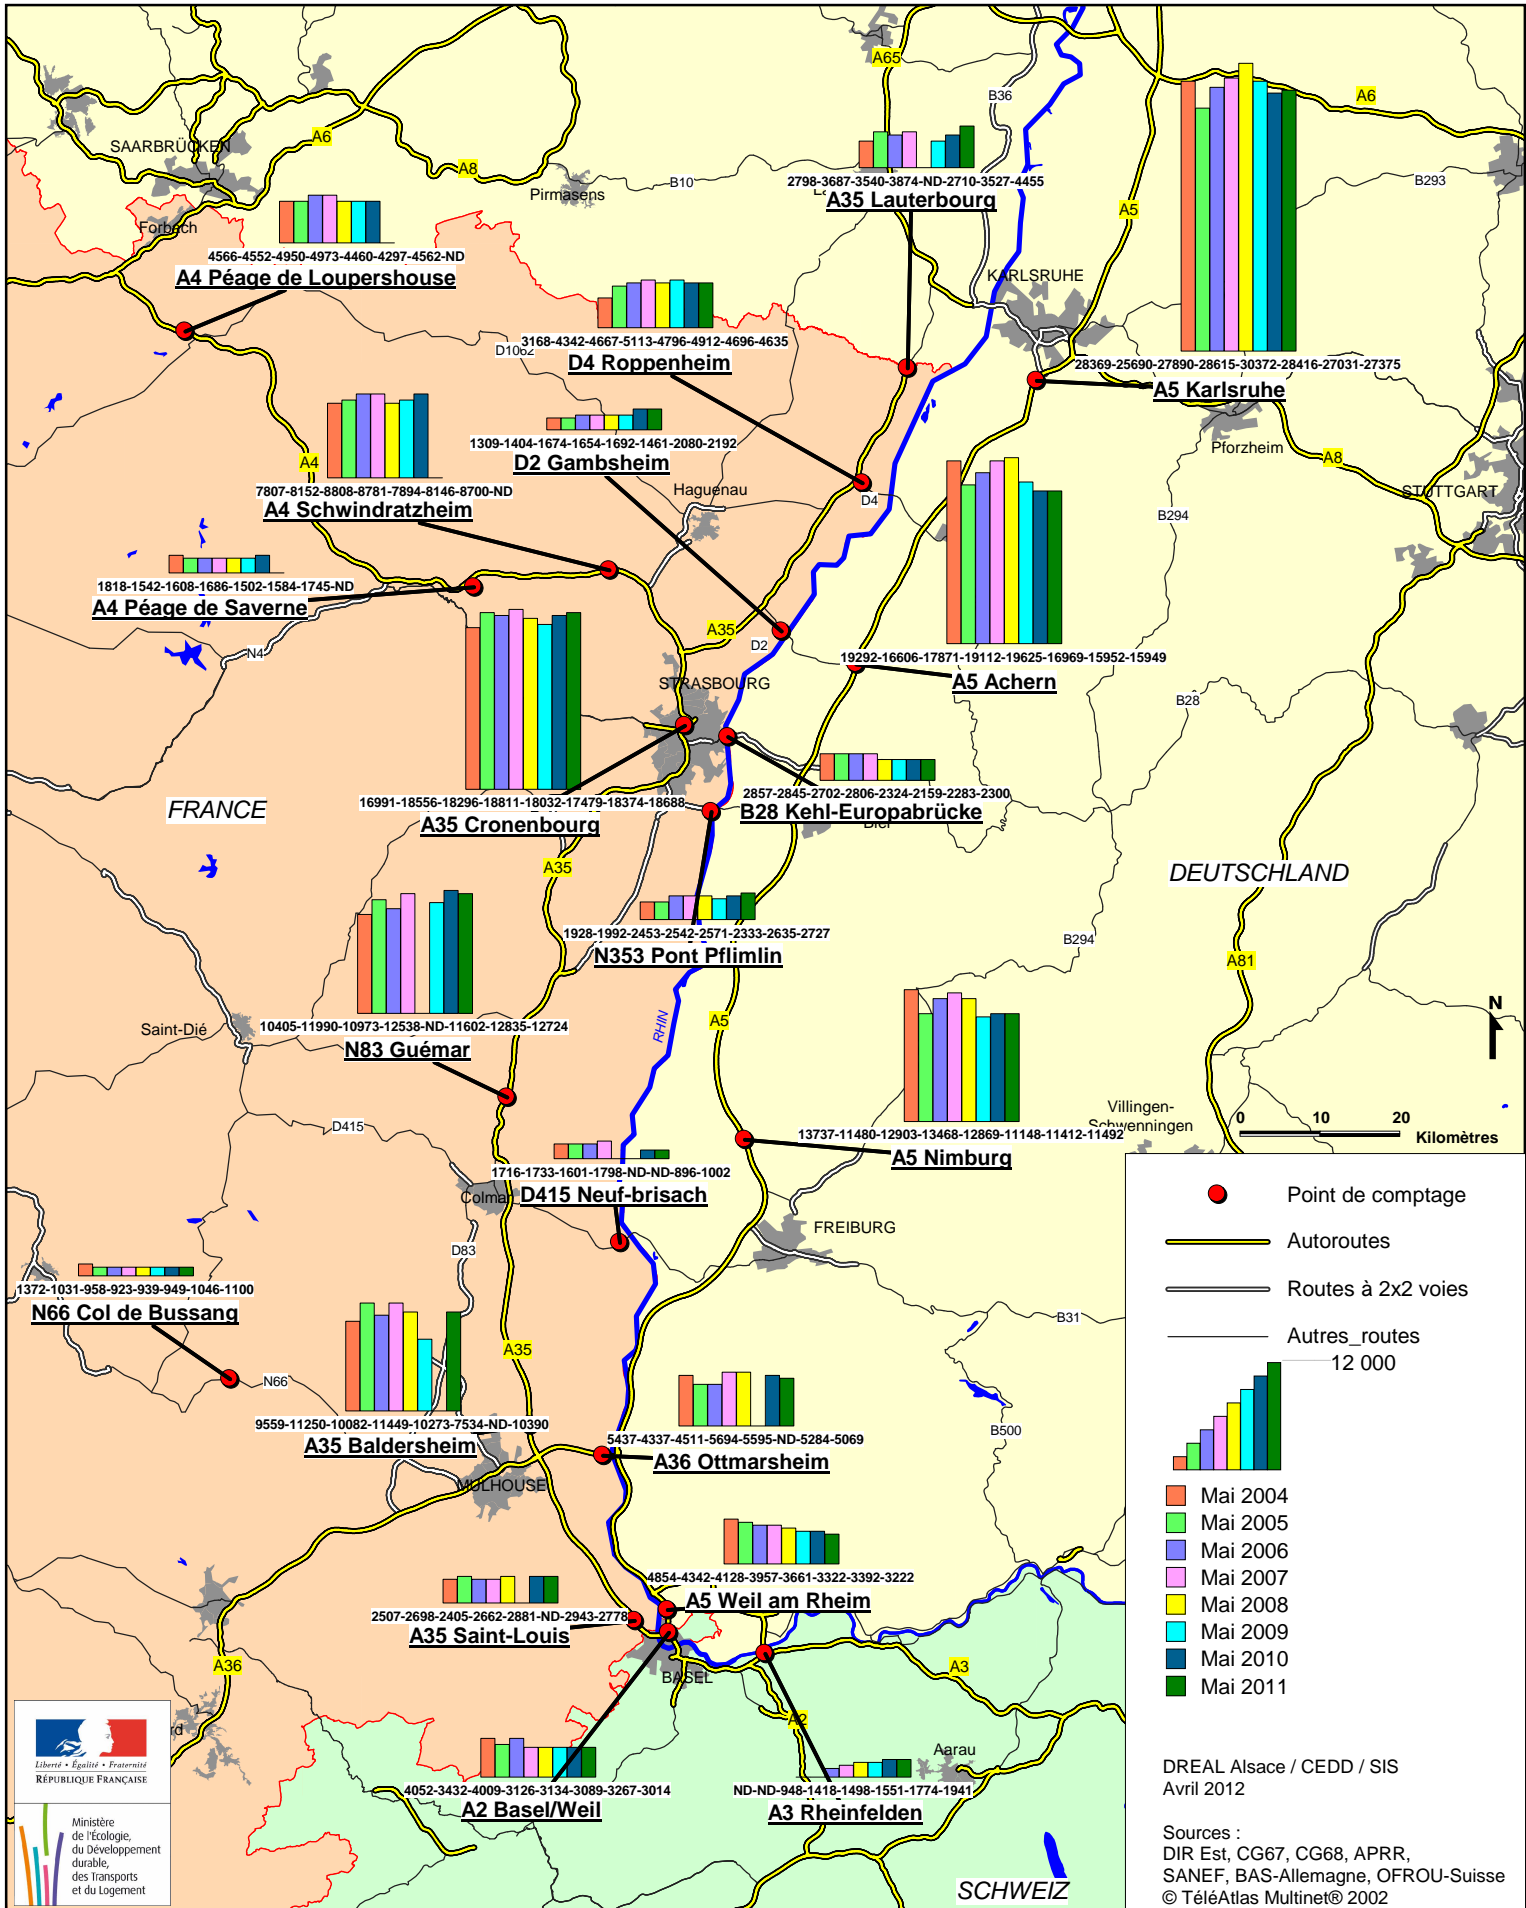 A65
A6
B36
A6
SAARBRÜCKEN
A8
B10
Pirmasens
2798-3687-3540-3874-ND-2710-3527-4455
A35 Lauterbourg
B293
A5
Forbach
4566-4552-4950-4973-4460-4297-4562-ND
A4 Péage de Loupershouse
KARLSRUHE
3168-4342-4667-5113-4796-4912-4696-4635
D1062
D4 Roppenheim
28369-25690-27890-28615-30372-28416-27031-27375
A5 Karlsruhe
1309-1404-1674-1654-1692-1461-2080-2192
D2 Gambsheim
Pforzheim
A8
A4
7807-8152-8808-8781-7894-8146-8700-ND
A4 Schwindratzheim
Haguenau
D4
STUTTGART
B294
1818-1542-1608-1686-1502-1584-1745-ND
A4 Péage de Saverne
A35
D2
N4
19292-16606-17871-19112-19625-16969-15952-15949
A5 Achern
STRASBOURG
B28
2857-2845-2702-2806-2324-2159-2283-2300
B28 Kehl-Europabrücke
16991-18556-18296-18811-18032-17479-18374-18688
A35 Cronenbourg
FRANCE
A35
DEUTSCHLAND
1928-1992-2453-2542-2571-2333-2635-2727
N353 Pont Pflimlin
B294
A81
10405-11990-10973-12538-ND-11602-12835-12724
N83 Guémar
Saint-Dié
RHIN
A5
N
13737-11480-12903-13468-12869-11148-11412-11492
A5 Nimburg
Villingen-
Schwenningen
0 10 20
Kilomètres
D415
1716-1733-1601-1798-ND-ND-896-1002
D415 Neuf-brisach
Colmar
D83
FREIBURG
1372-1031-958-923-939-949-1046-1100
N66 Col de Bussang
N66
B31
A35
9559-11250-10082-11449-10273-7534-ND-10390
A35 Baldersheim
MULHOUSE
5437-4337-4511-5694-5595-ND-5284-5069
A36 Ottmarsheim
B500
4854-4342-4128-3957-3661-3322-3392-3222
A5 Weil am Rheim
2507-2698-2405-2662-2881-ND-2943-2778
A35 Saint-Louis
A36
BASEL
A3
A2
4052-3432-4009-3126-3134-3089-3267-3014
A2 Basel/Weil
Aarau
ND-ND-948-1418-1498-1551-1774-1941
A3 Rheinfelden
SCHWEIZ
Point de comptage
Autoroutes
Routes à 2x2 voies
Autres_routes
12 000
Mai 2004
Mai 2005
Mai 2006
Mai 2007
Mai 2008
Mai 2009
Mai 2010
Mai 2011
DREAL Alsace / CEDD / SIS
Avril 2012
Sources :
DIR Est, CG67, CG68, APRR,
SANEF, BAS-Allemagne, OFROU-Suisse
© TéléAtlas Multinet® 2002
Liberté • Égalité • Fraternité
RÉPUBLIQUE FRANÇAISE
Ministère
de l'Écologie,
du Développement
durable,
des Transports
et du Logement